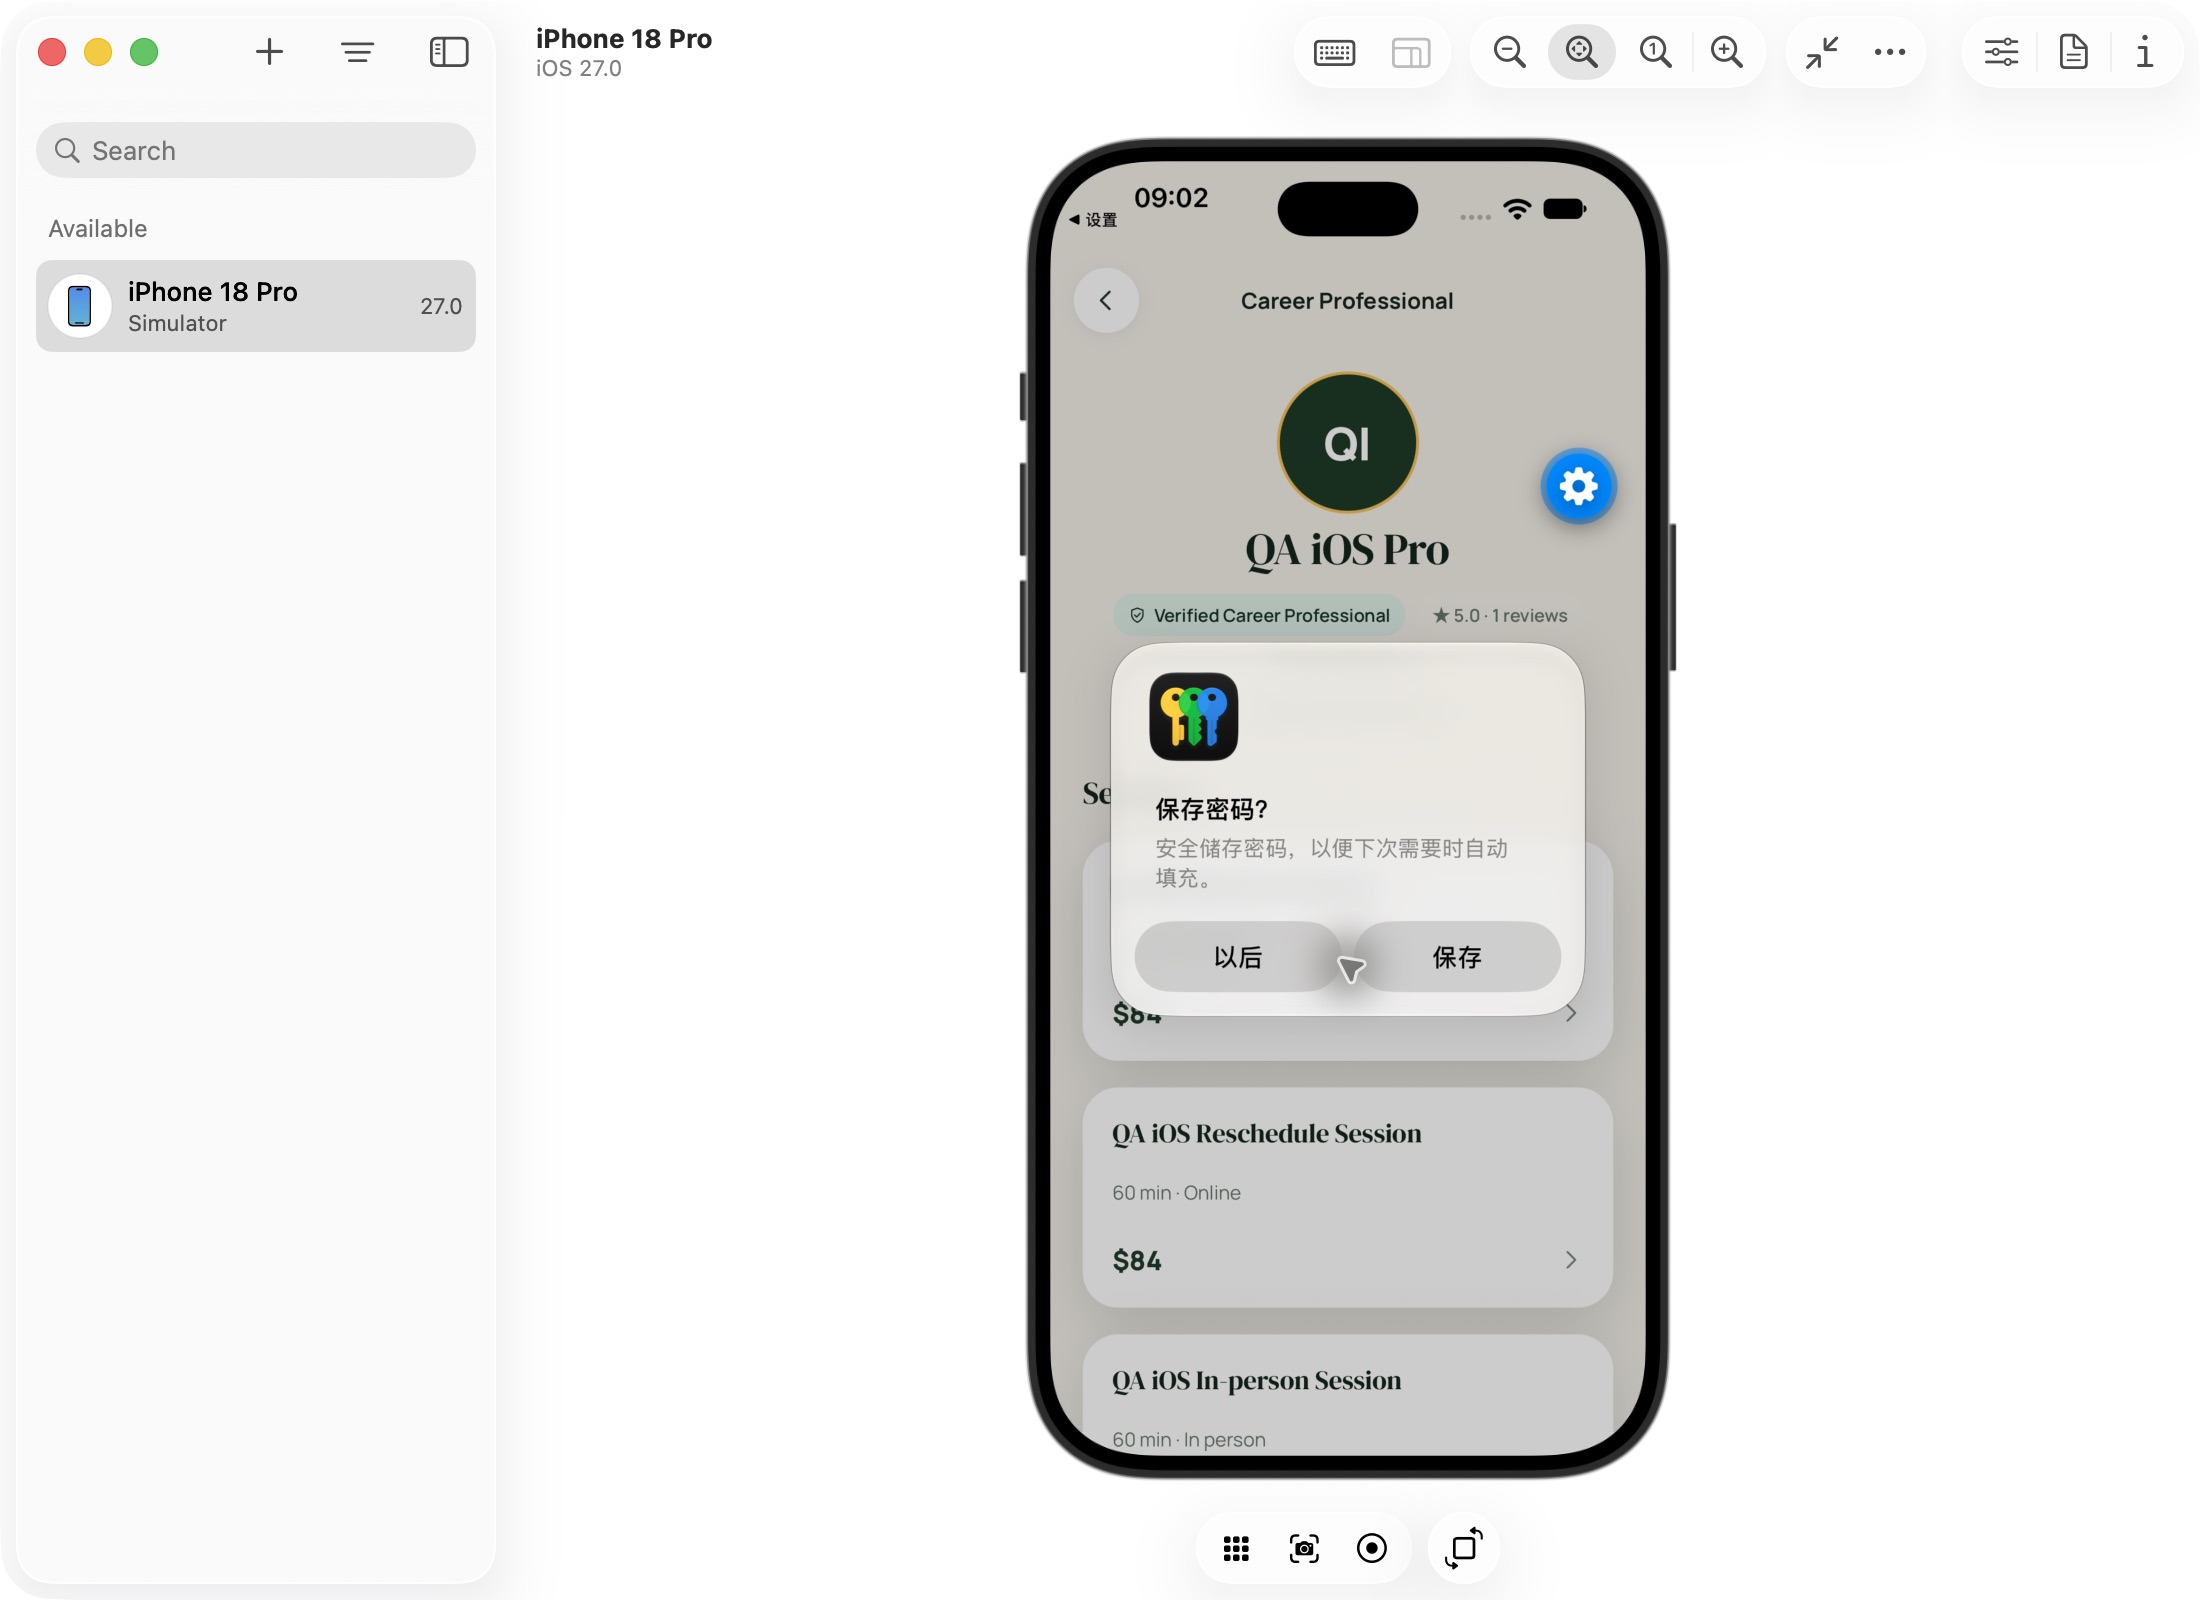 iPhone 18 Pro
iOS 27.0
Search
Available
iPhone 18 Pro
Simulator
27.0
09:02
设置
Career Professional
QI
QA iOS Pro
Verified Career Professional
★ 5.0 · 1 reviews
Se
保存密码?
安全储存密码，以便下次需要时自动
填充。
以后
保存
$84
QA iOS Reschedule Session
60 min · Online
$84
QA iOS In-person Session
60 min · In person